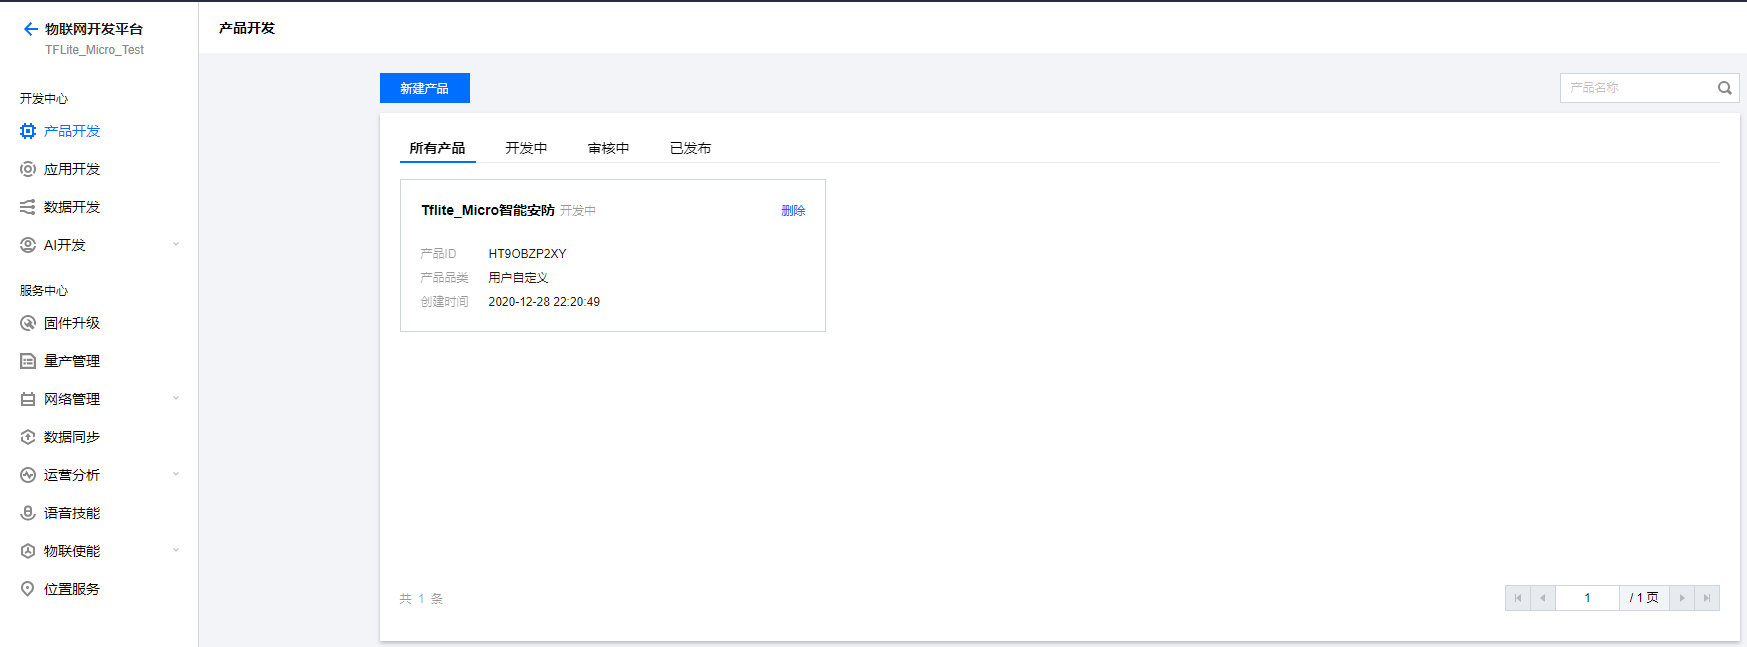 物联网开发平台
TFLite_Micro_Test
开发中心
产品开发
应用开发
数据开发
AI开发
服务中心
固件升级
量产管理
网络管理
数据同步
运营分析
语音技能
物联使能
位置服务
产品开发
新建产品
产品名称
所有产品 开发中 审核中 已发布
Tflite_Micro智能安防 开发中 删除
产品ID HT9OBZP2XY
产品品类 用户自定义
创建时间 2020-12-28 22:20:49
共 1 条
1 / 1 页